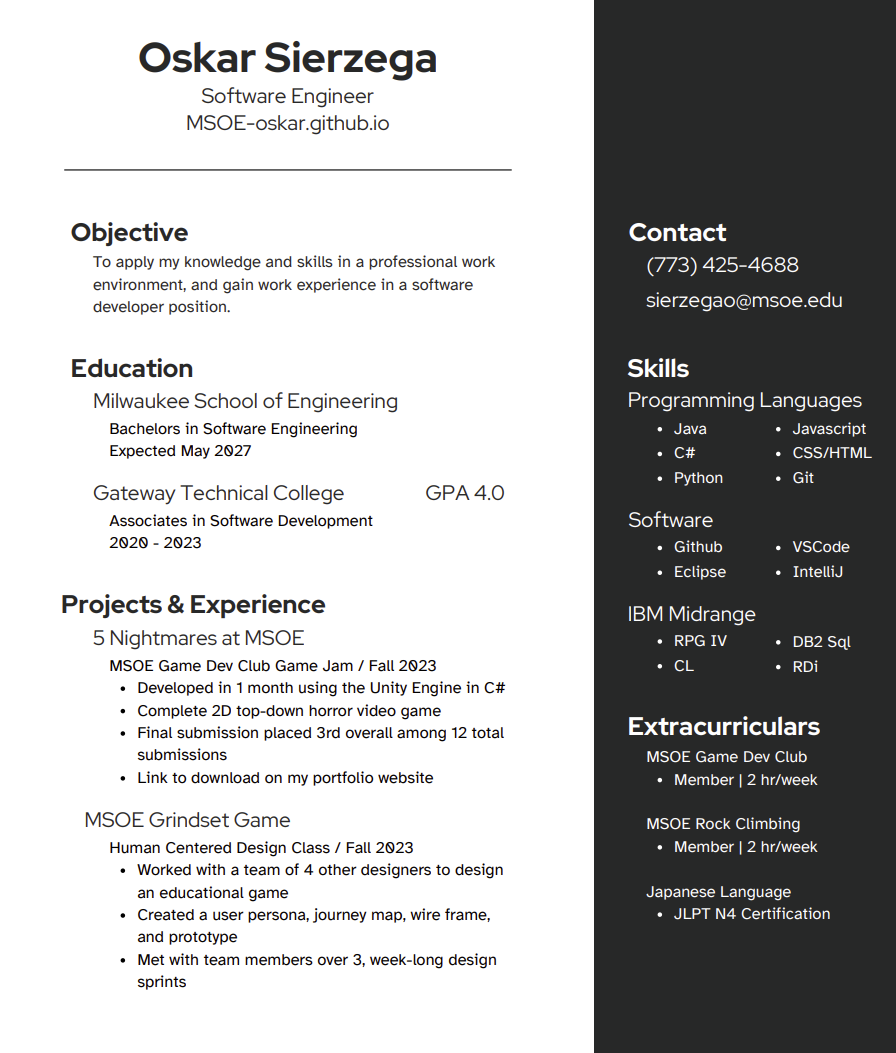 Oskar Sierzega
Software Engineer
MSOE-oskar.github.io
Objective
To apply my knowledge and skills in a professional work
environment, and gain work experience in a software
developer position.
Education
Milwaukee School of Engineering
Bachelors in Software Engineering
Expected May 2027
Gateway Technical College GPA 4.0
Associates in Software Development
2020 - 2023
Projects & Experience
5 Nightmares at MSOE
MSOE Game Dev Club Game Jam / Fall 2023
• Developed in 1 month using the Unity Engine in C#
• Complete 2D top-down horror video game
• Final submission placed 3rd overall among 12 total
submissions
• Link to download on my portfolio website
MSOE Grindset Game
Human Centered Design Class / Fall 2023
• Worked with a team of 4 other designers to design
an educational game
• Created a user persona, journey map, wire frame,
and prototype
• Met with team members over 3, week-long design
sprints
Contact
(773) 425-4688
sierzegao@msoe.edu
Skills
Programming Languages
• Java • Javascript
• C# • CSS/HTML
• Python • Git
Software
• Github • VSCode
• Eclipse • IntelliJ
IBM Midrange
• RPG IV • DB2 Sql
• CL • RDi
Extracurriculars
MSOE Game Dev Club
• Member | 2 hr/week
MSOE Rock Climbing
• Member | 2 hr/week
Japanese Language
• JLPT N4 Certification